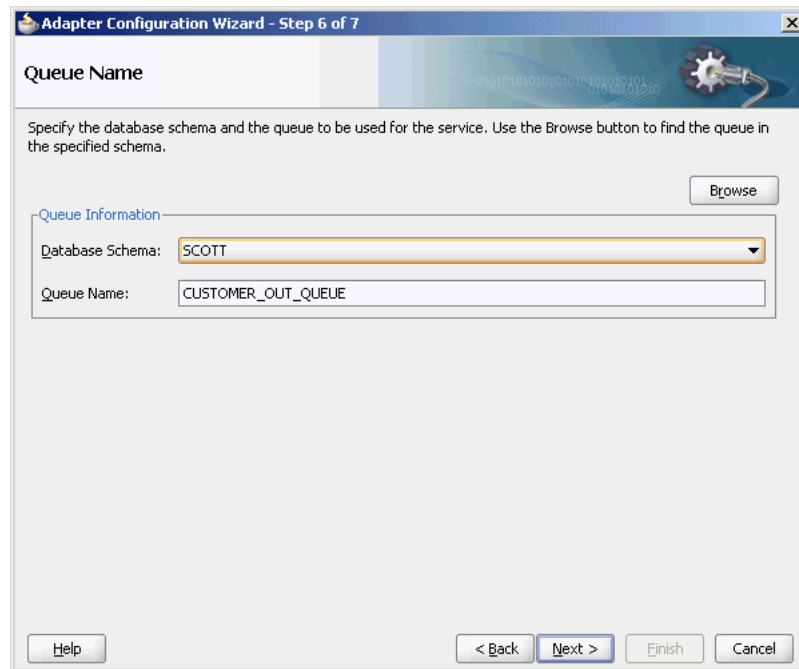 Adapter Configuration Wizard - Step 6 of 7
Queue Name
Specify the database schema and the queue to be used for the service. Use the Browse button to find the queue in
the specified schema.
Browse
Queue Information
Database Schema:
SCOTT
Queue Name:
CUSTOMER_OUT_QUEUE
Help
< Back
Next >
Finish
Cancel